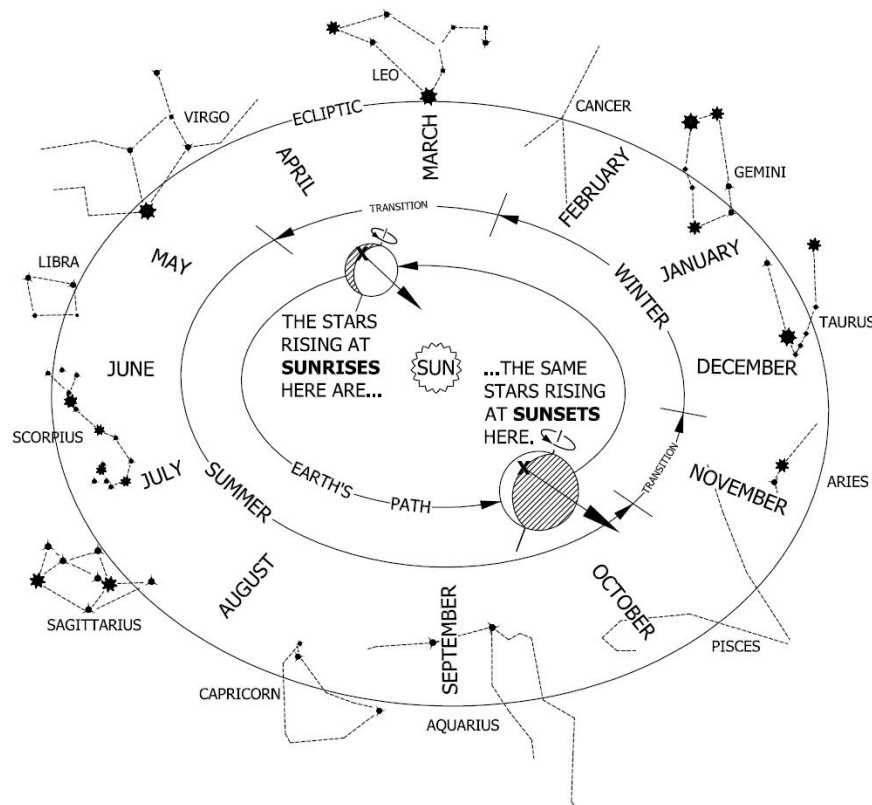 LEO
ECLIPTIC
CANCER
VIRGO
MARCH
APRIL
FEBRUARY
GEMINI
TRANSITION
JANUARY
MAY
LIBRA
WINTER
TAURUS
X
THE STARS
RISING AT
SUNRISES
HERE ARE...
SUN
...THE SAME
STARS RISING
AT SUNSETS
HERE.
JUNE
DECEMBER
X
SCORPIUS
JULY
SUMMER
EARTH'S
PATH
TRANSITION
NOVEMBER
ARIES
AUGUST
OCTOBER
SAGITTARIUS
SEPTEMBER
PISCES
CAPRICORN
AQUARIUS